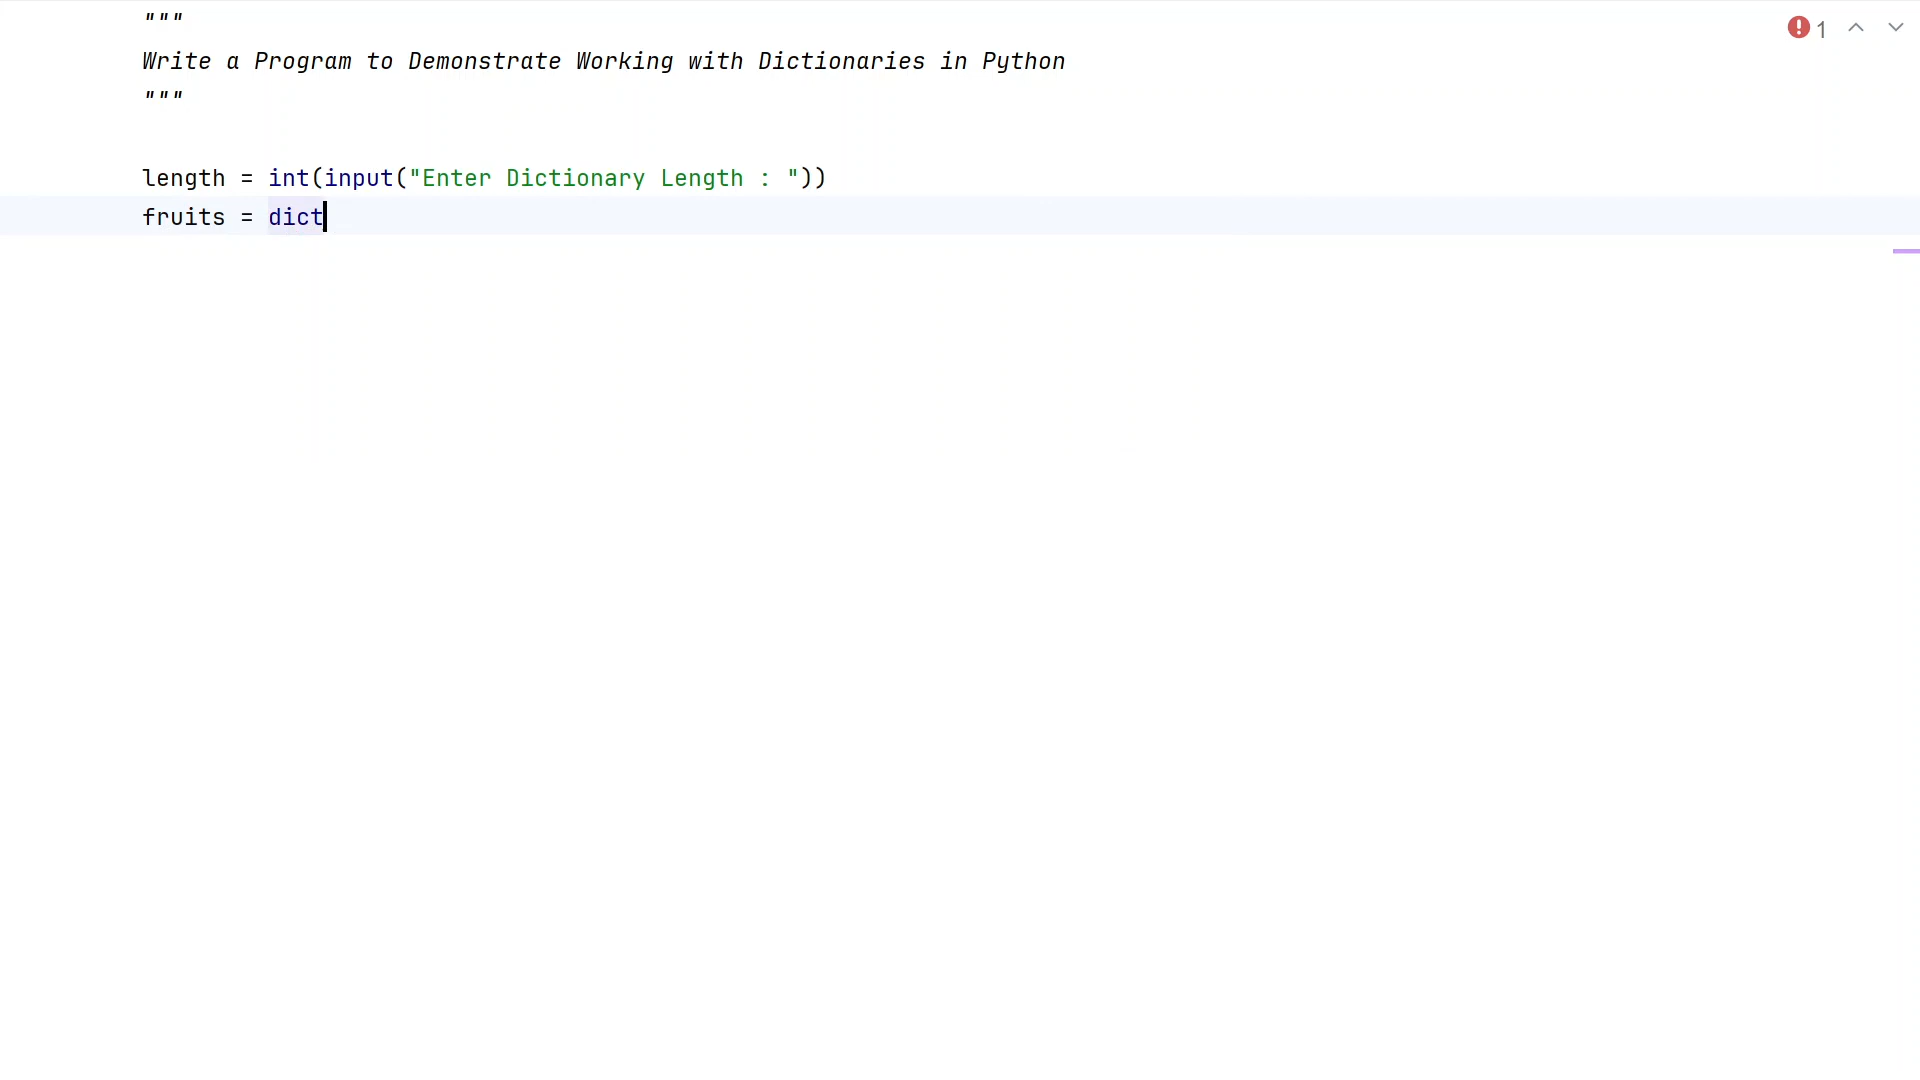 """
1
Write a Program to Demonstrate Working with Dictionaries in Python
"""
length = int(input("Enter Dictionary Length : "))
fruits = dict